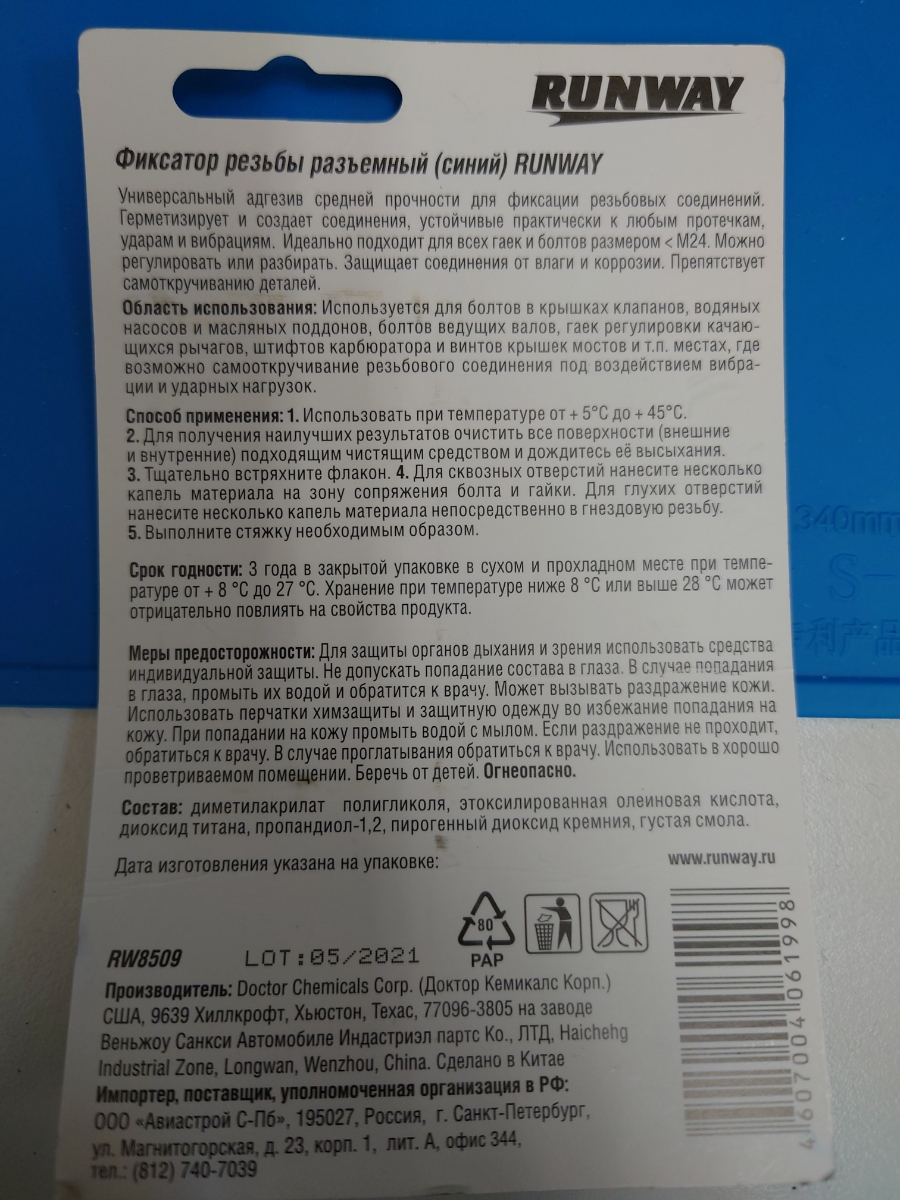 RUNWAY
Фиксатор резьбы разъемный (синий) RUNWAY
Универсальный адгезив средней прочности для фиксации резьбовых соединений.
Герметизирует и создает соединения, устойчивые практически к любым протечкам,
ударам и вибрациям. Идеально подходит для всех гаек и болтов размером < М24. Можно
регулировать или разбирать. Защищает соединения от влаги и коррозии. Препятствует
самоткручиванию деталей.
Область использования: Используется для болтов в крышках клапанов, водяных
насосов и масляных поддонов, болтов ведущих валов, гаек регулировки качаю-
щихся рычагов, штифтов карбюратора и винтов крышек мостов и т.п. местах, где
возможно самооткручивание резьбового соединения под воздействием вибра-
ции и ударных нагрузок.
Способ применения: 1. Использовать при температуре от + 5°С до + 45°С.
2. Для получения наилучших результатов очистить все поверхности (внешние
и внутренние) подходящим чистящим средством и дождитесь её высыхания.
3. Тщательно встряхните флакон. 4. Для сквозных отверстий нанесите несколько
капель материала на зону сопряжения болта и гайки. Для глухих отверстий
нанесите несколько капель материала непосредственно в гнездовую резьбу.
5. Выполните стяжку необходимым образом.
Срок годности: 3 года в закрытой упаковке в сухом и прохладном месте при темпе-
ратуре от + 8 °С до 27 °С. Хранение при температуре ниже 8 °С или выше 28 °С может
отрицательно повлиять на свойства продукта.
Меры предосторожности: Для защиты органов дыхания и зрения использовать средства
индивидуальной защиты. Не допускать попадание состава в глаза. В случае попадания
в глаза, промыть их водой и обратится к врачу. Может вызывать раздражение кожи.
Использовать перчатки химзащиты и защитную одежду во избежание попадания на
кожу. При попадании на кожу промыть водой с мылом. Если раздражение не проходит,
обратиться к врачу. В случае проглатывания обратиться к врачу. Использовать в хорошо
проветриваемом помещении. Беречь от детей. Огнеопасно.
Состав: диметилакрилат полигликоля, этоксилированная олеиновая кислота,
диоксид титана, пропандиол-1,2, пирогенный диоксид кремния, густая смола.
Дата изготовления указана на упаковке:
www.runway.ru
80
PAP
RW8509
LOT:05/2021
Производитель: Doctor Chemicals Corp. (Доктор Кемикалс Корп.)
США, 9639 Хиллкрофт, Хьюстон, Техас, 77096-3805 на заводе
Веньжоу Санкси Автомобиле Индастриэл партс Ко., ЛТД, Haicheng
Industrial Zone, Longwan, Wenzhou, China. Сделано в Китае
Импортер, поставщик, уполномоченная организация в РФ:
ООО «Авиастрой С-Пб», 195027, Россия, г. Санкт-Петербург,
ул. Магнитогорская, д. 23, корп. 1, лит. А, офис 344,
тел.: (812) 740-7039
4 607004 061998
340mm
S-
利产品